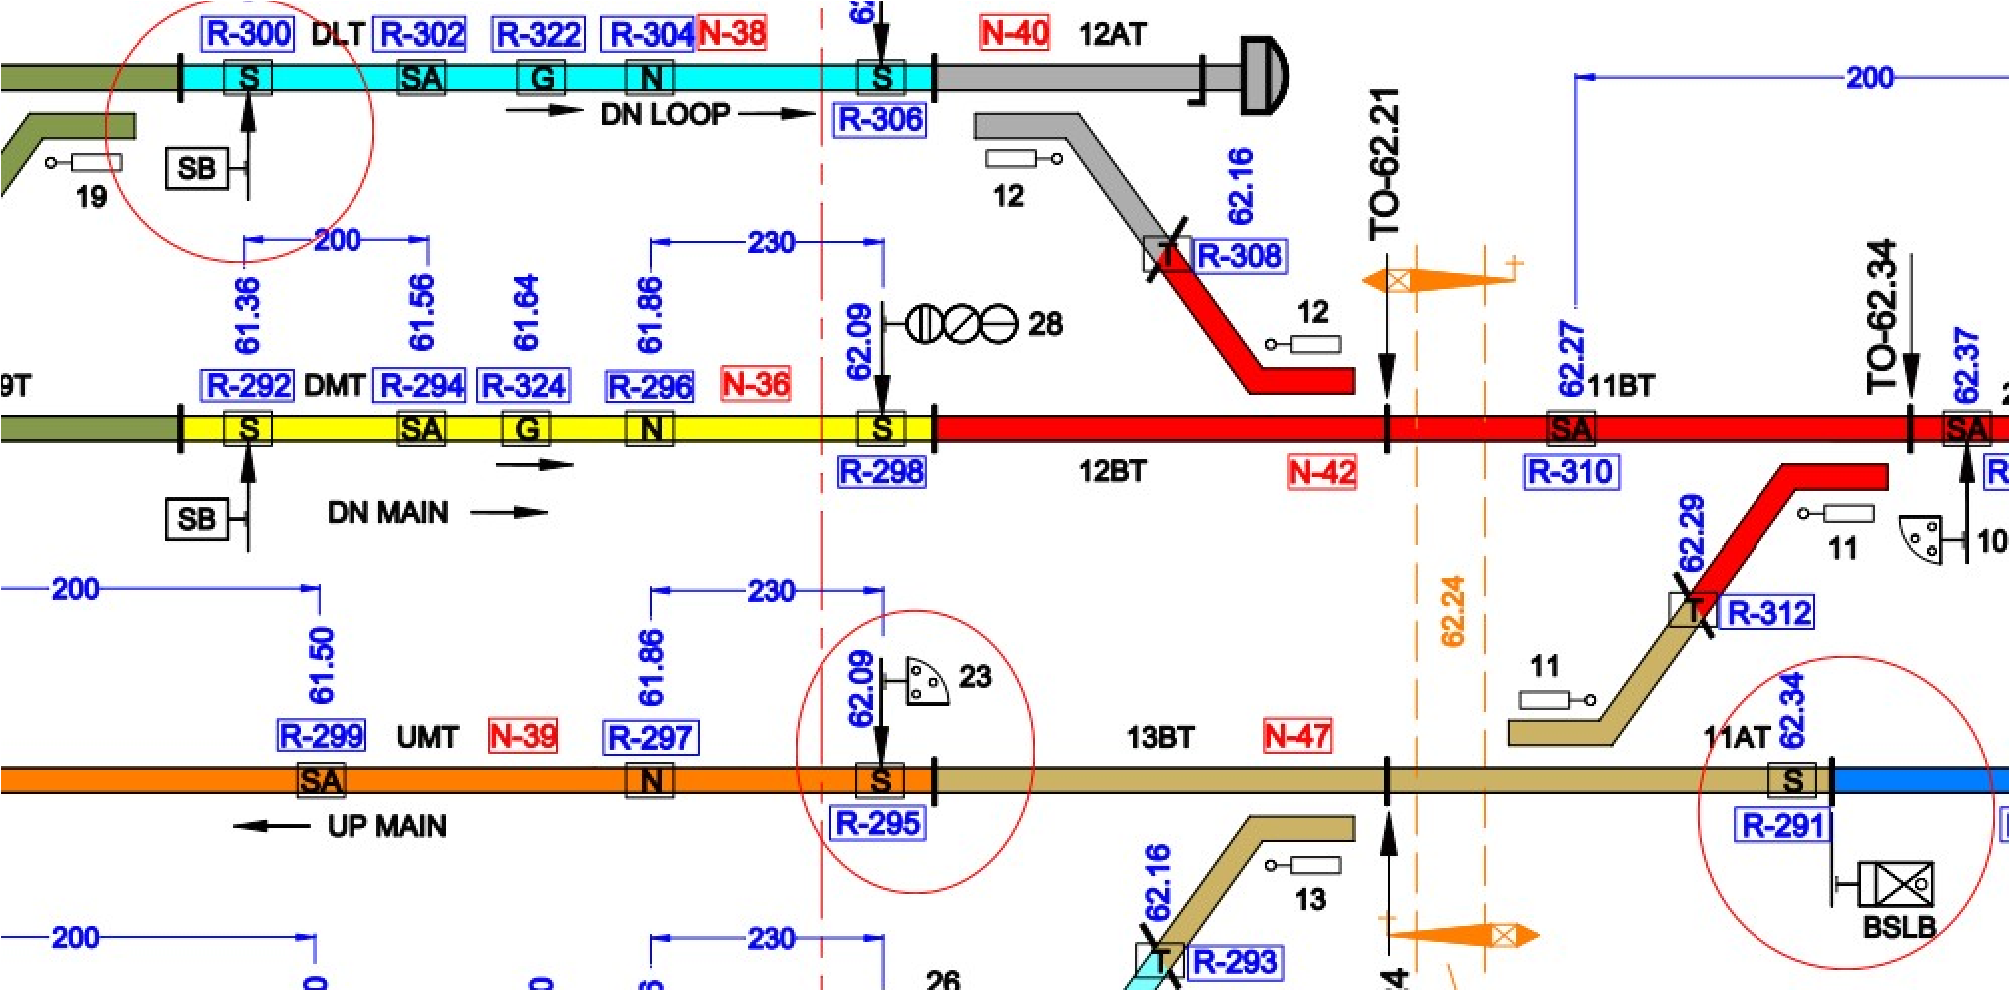 R-300 DLT R-302 R-322 R-304 N-38 N-40 12AT
S SA G N S
DN LOOP R-306
200
SB
19
12
62.16
TO-62.21
T R-308
200 230
61.36 61.56 61.64 61.86 62.09
28
12
62.27
TO-62.34
62.37
9T R-292 DMT R-294 R-324 R-296 N-36 11BT
S SA G N S SA SA
R-298 12BT N-42 R-310
SB
DN MAIN
11
10
62.29
200 230
62.24
T R-312
61.50 61.86 62.09
23
11
62.34
R-299 UMT N-39 R-297 13BT N-47 11AT
SA N S S
UP MAIN R-295 R-291
62.16
13
BSLB
200 230
T R-293
26